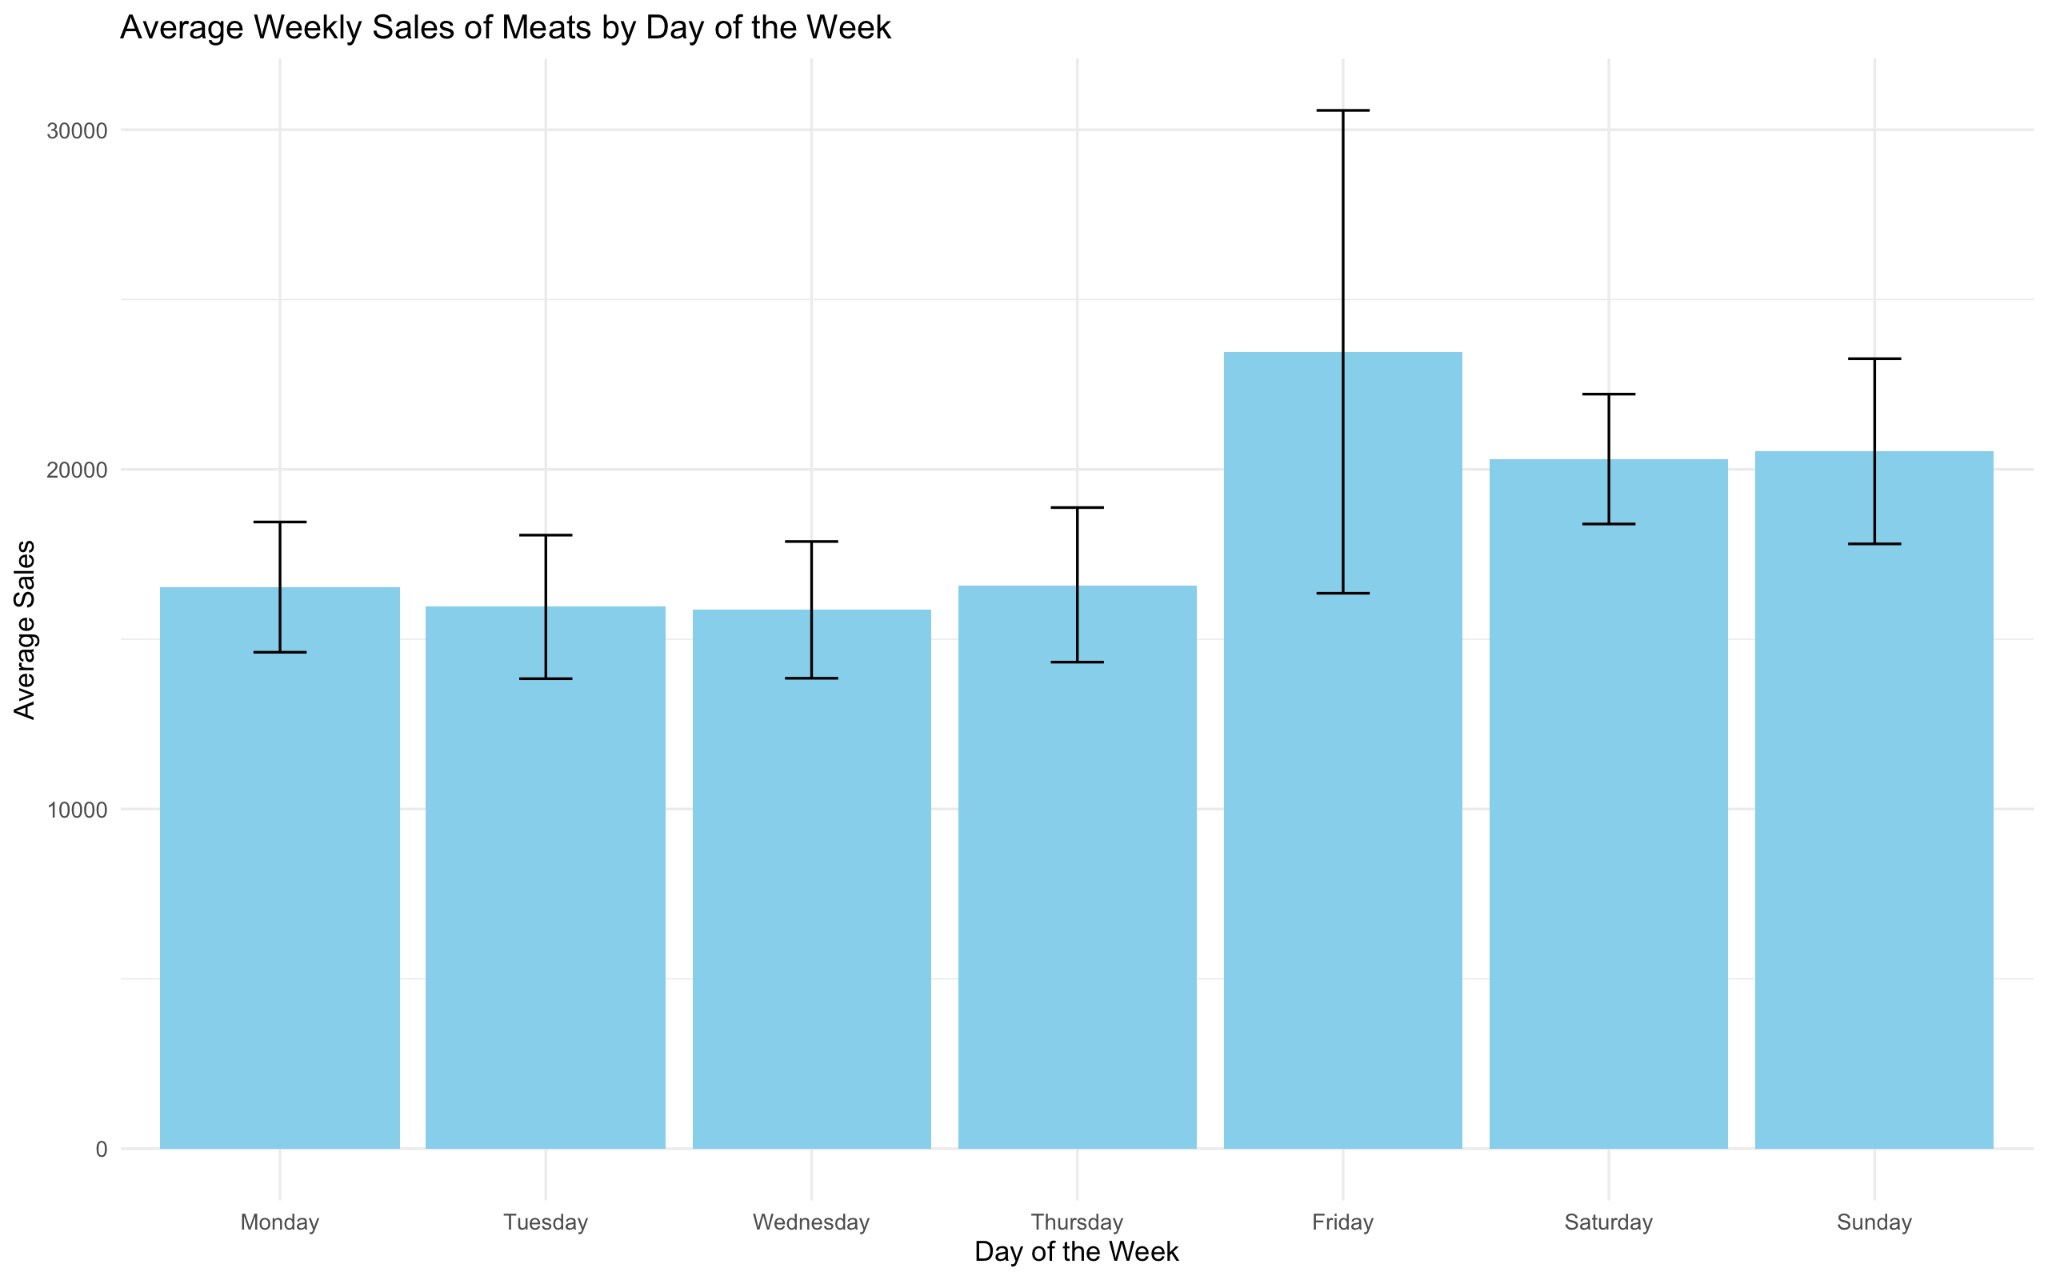 Average Weekly Sales of Meats by Day of the Week
30000
20000
10000
0
Average Sales
Monday Tuesday Wednesday Thursday Friday Saturday Sunday
Day of the Week